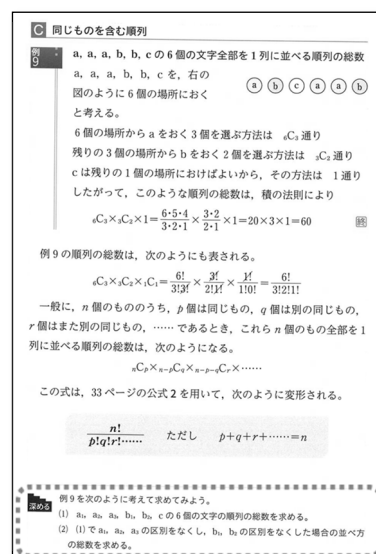 C 同じものを含む順列
例9 a, a, a, b, b, c の6個の文字全部を1列に並べる順列の総数
a, a, a, b, b, c を，右の
図のように6個の場所におく
と考える。
a b c a a b
6個の場所から a をおく3個を選ぶ方法は ₆C₃ 通り
残りの3個の場所から b をおく2個を選ぶ方法は ₃C₂ 通り
c は残りの1個の場所におけばよいから，その方法は 1通り
したがって，このような順列の総数は，積の法則により
₆C₃×₃C₂×1=6・5・4/3・2・1×3・2/2・1×1=20×3×1=60 終
例9の順列の総数は，次のようにも表される。
₆C₃×₃C₂×₁C₁=6!/3!3!×3!/2!1!×1!/1!0!=6!/3!2!1!
一般に，n 個のもののうち，p 個は同じもの，q 個は別の同じもの，
r 個はまた別の同じもの，…… であるとき，これら n 個のもの全部を1
列に並べる順列の総数は，次のようになる。
ₙCₚ×ₙ₋ₚCq×ₙ₋ₚ₋qCᵣ×……
この式は，33ページの公式2を用いて，次のように変形される。
n!/p!q!r!…… ただし p+q+r+……=n
深める 例9を次のように考えて求めてみよう。
(1) a₁, a₂, a₃, b₁, b₂, c の6個の文字の順列の総数を求める。
(2) (1)で a₁, a₂, a₃ の区別をなくし，b₁, b₂ の区別をなくした場合の並べ方
の総数を求める。